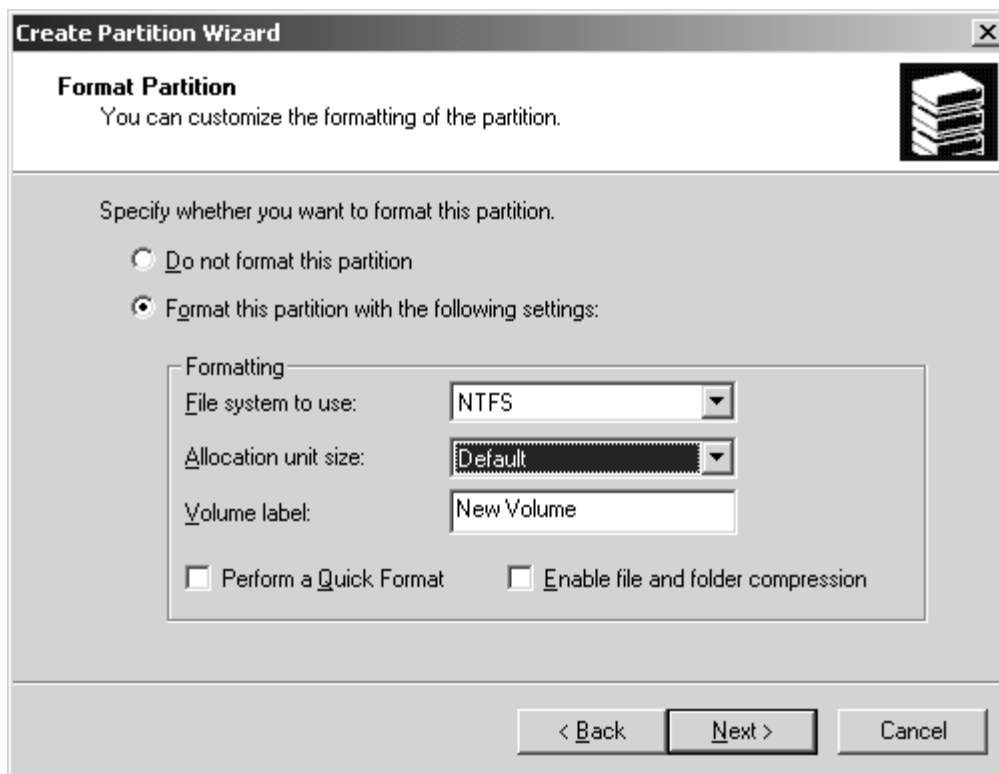 Create Partition Wizard
Format Partition
You can customize the formatting of the partition.
Specify whether you want to format this partition.
Do not format this partition
Format this partition with the following settings:
Formatting
File system to use: NTFS
Allocation unit size: Default
Volume label: New Volume
Perform a Quick Format Enable file and folder compression
< Back Next > Cancel